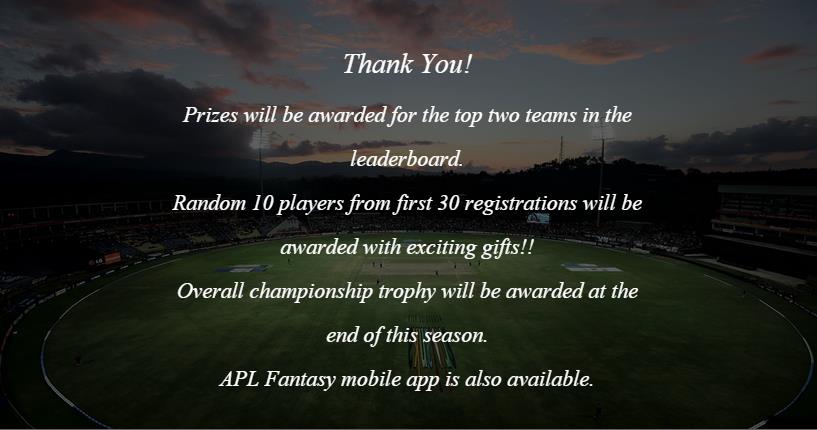 Thank You!
Prizes will be awarded for the top two teams in the
leaderboard.
Random 10 players from first 30 registrations will be
awarded with exciting gifts!!
Overall championship trophy will be awarded at the
end of this season.
APL Fantasy mobile app is also available.
LG